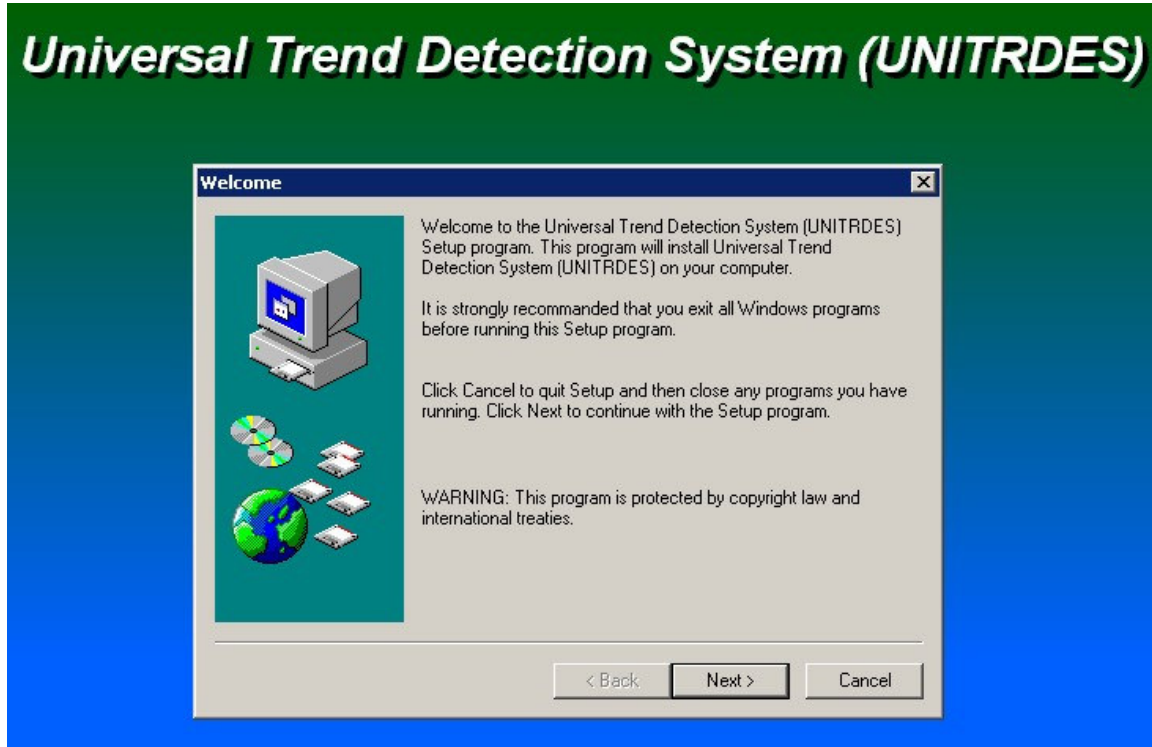 Universal Trend Detection System (UNITRDES)
Welcome
Welcome to the Universal Trend Detection System (UNITRDES)
Setup program. This program will install Universal Trend
Detection System (UNITRDES) on your computer.
It is strongly recommanded that you exit all Windows programs
before running this Setup program.
Click Cancel to quit Setup and then close any programs you have
running. Click Next to continue with the Setup program.
WARNING: This program is protected by copyright law and
international treaties.
< Back Next > Cancel